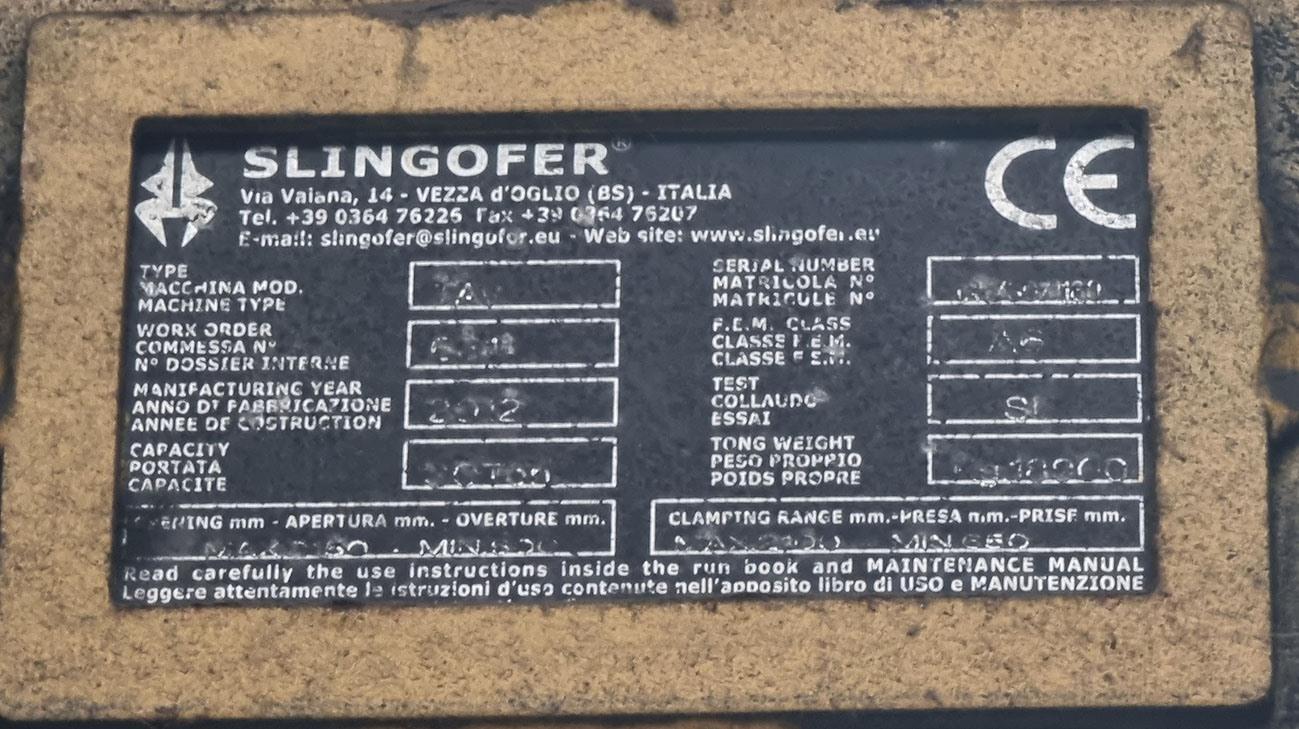 SLINGOFER®
Via Vaiana, 14 - VEZZA d'OGLIO (BS) - ITALIA
Tel. +39 0364 76226 Fax +39 0364 76207
E-mail: slingofer@slingofer.eu - Web site: www.slingofer.eu
CE
TYPE
MACCHINA MOD.
MACHINE TYPE
WORK ORDER
COMMESSA N°
N° DOSSIER INTERNE
MANIFACTURING YEAR
ANNO DI FABBRICAZIONE
ANNEE DE COSTRUCTION
2012
CAPACITY
PORTATA
CAPACITE
SERIAL NUMBER
MATRICOLA N°
MATRICULE N°
F.E.M. CLASS
CLASSE F.E.M.
CLASSE F.E.M.
TEST
COLLAUDO
ESSAI
SI
TONG WEIGHT
PESO PROPRIO
POIDS PROPRE
OPENING mm - APERTURA mm. - OVERTURE mm.
CLAMPING RANGE mm.-PRESA mm.-PRISE mm.
Read carefully the use instructions inside the run book and MAINTENANCE MANUAL
Leggere attentamente le istruzioni d'uso contenute nell'apposito libro di USO e MANUTENZIONE